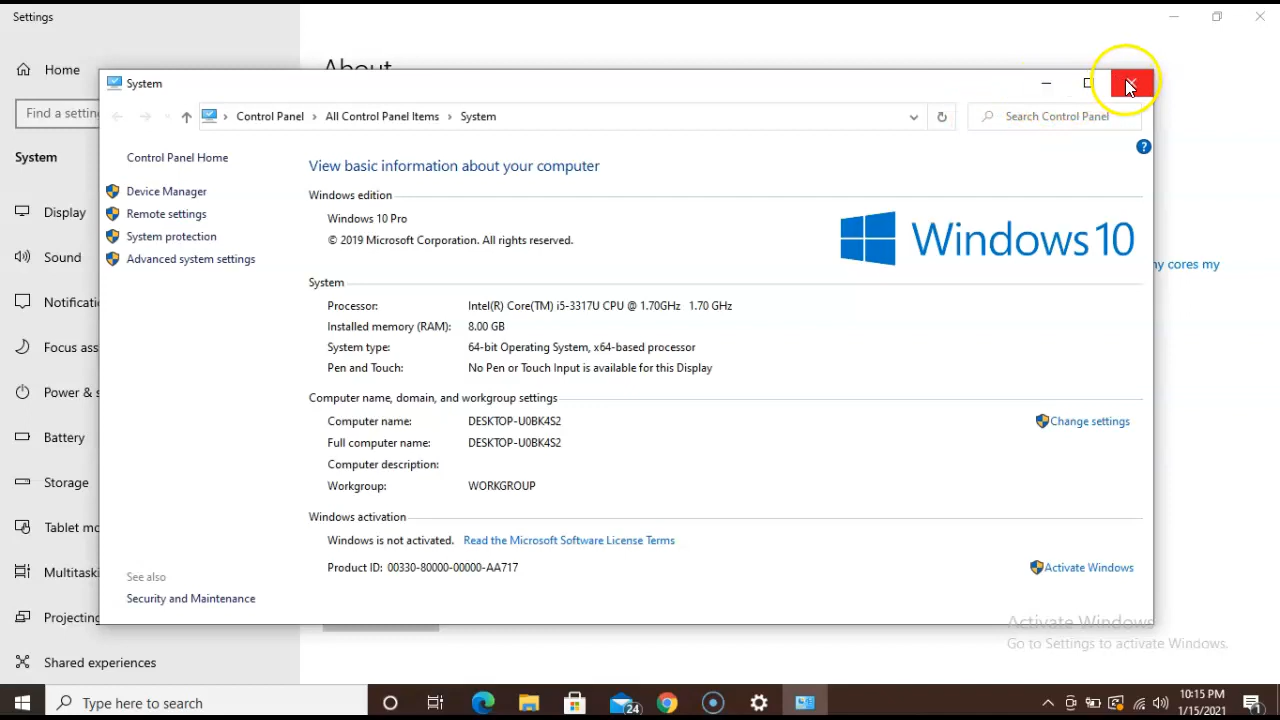 Settings
About
Home
System
Find a settin
Control Panel
All Control Panel Items
System
Search Control Panel
System
Control Panel Home
View basic information about your computer
Device Manager
Windows edition
Remote settings
Windows 10 Pro
System protection
© 2019 Microsoft Corporation. All rights reserved.
Windows 10
Advanced system settings
Display
Sound
ny cores my
System
Notificati
Processor: Intel(R) Core(TM) i5-3317U CPU @ 1.70GHz 1.70 GHz
Installed memory (RAM): 8.00 GB
Focus ass
System type: 64-bit Operating System, x64-based processor
Pen and Touch: No Pen or Touch Input is available for this Display
Power & s
Computer name, domain, and workgroup settings
Computer name: DESKTOP-U0BK4S2
Change settings
Battery
Full computer name: DESKTOP-U0BK4S2
Computer description:
Storage
Workgroup: WORKGROUP
Windows activation
Tablet mo
Windows is not activated. Read the Microsoft Software License Terms
Product ID: 00330-80000-00000-AA717
Activate Windows
Multitaski
See also
Security and Maintenance
Projecting
Activate Windows
Go to Settings to activate Windows.
Shared experiences
Type here to search
24
10:15 PM
1/15/2021
1